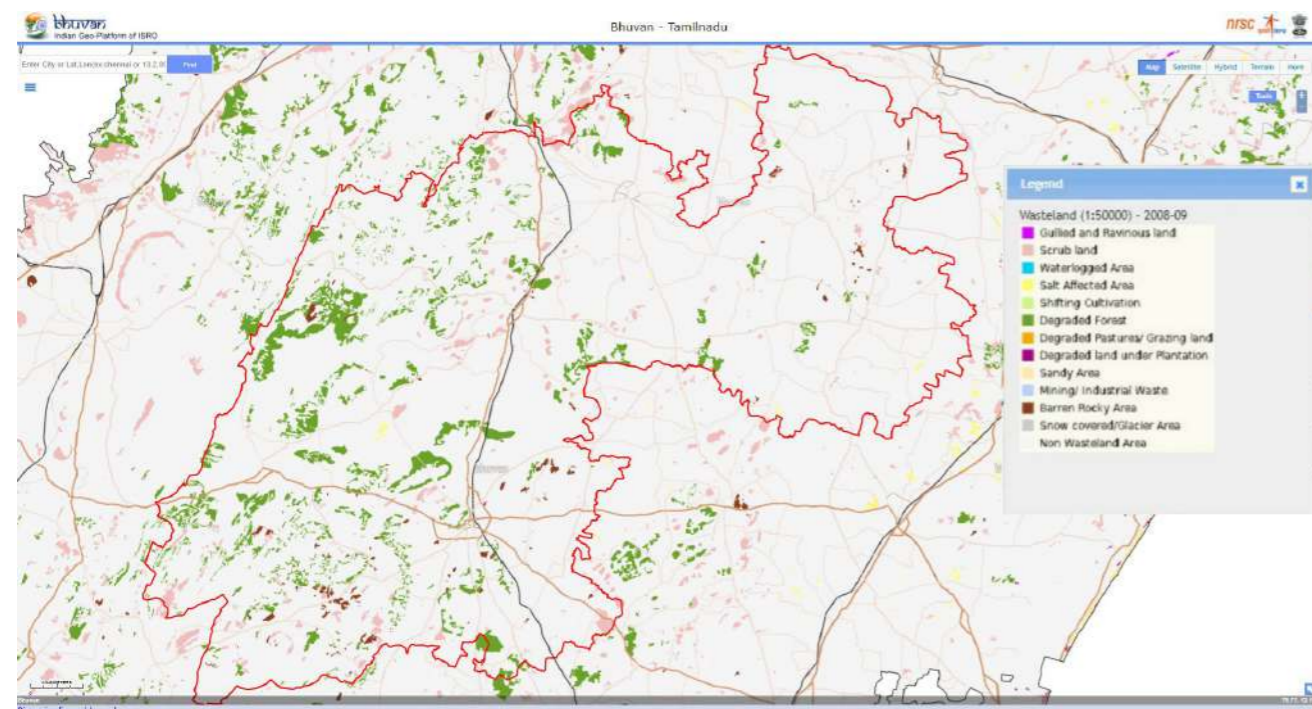 bhuvan
Indian Geo-Platform of ISRO
Bhuvan - Tamilnadu
nrsc
Find
Map Satellite Hybrid Terrain more
Tools
Legend
Wasteland (1:50000) - 2008-09
Gullied and Ravinous land
Scrub land
Waterlogged Area
Salt Affected Area
Shifting Cultivation
Degraded Forest
Degraded Pastures/ Grazing land
Degraded land under Plantation
Sandy Area
Mining/ Industrial Waste
Barren Rocky Area
Snow covered/Glacier Area
Non Wasteland Area